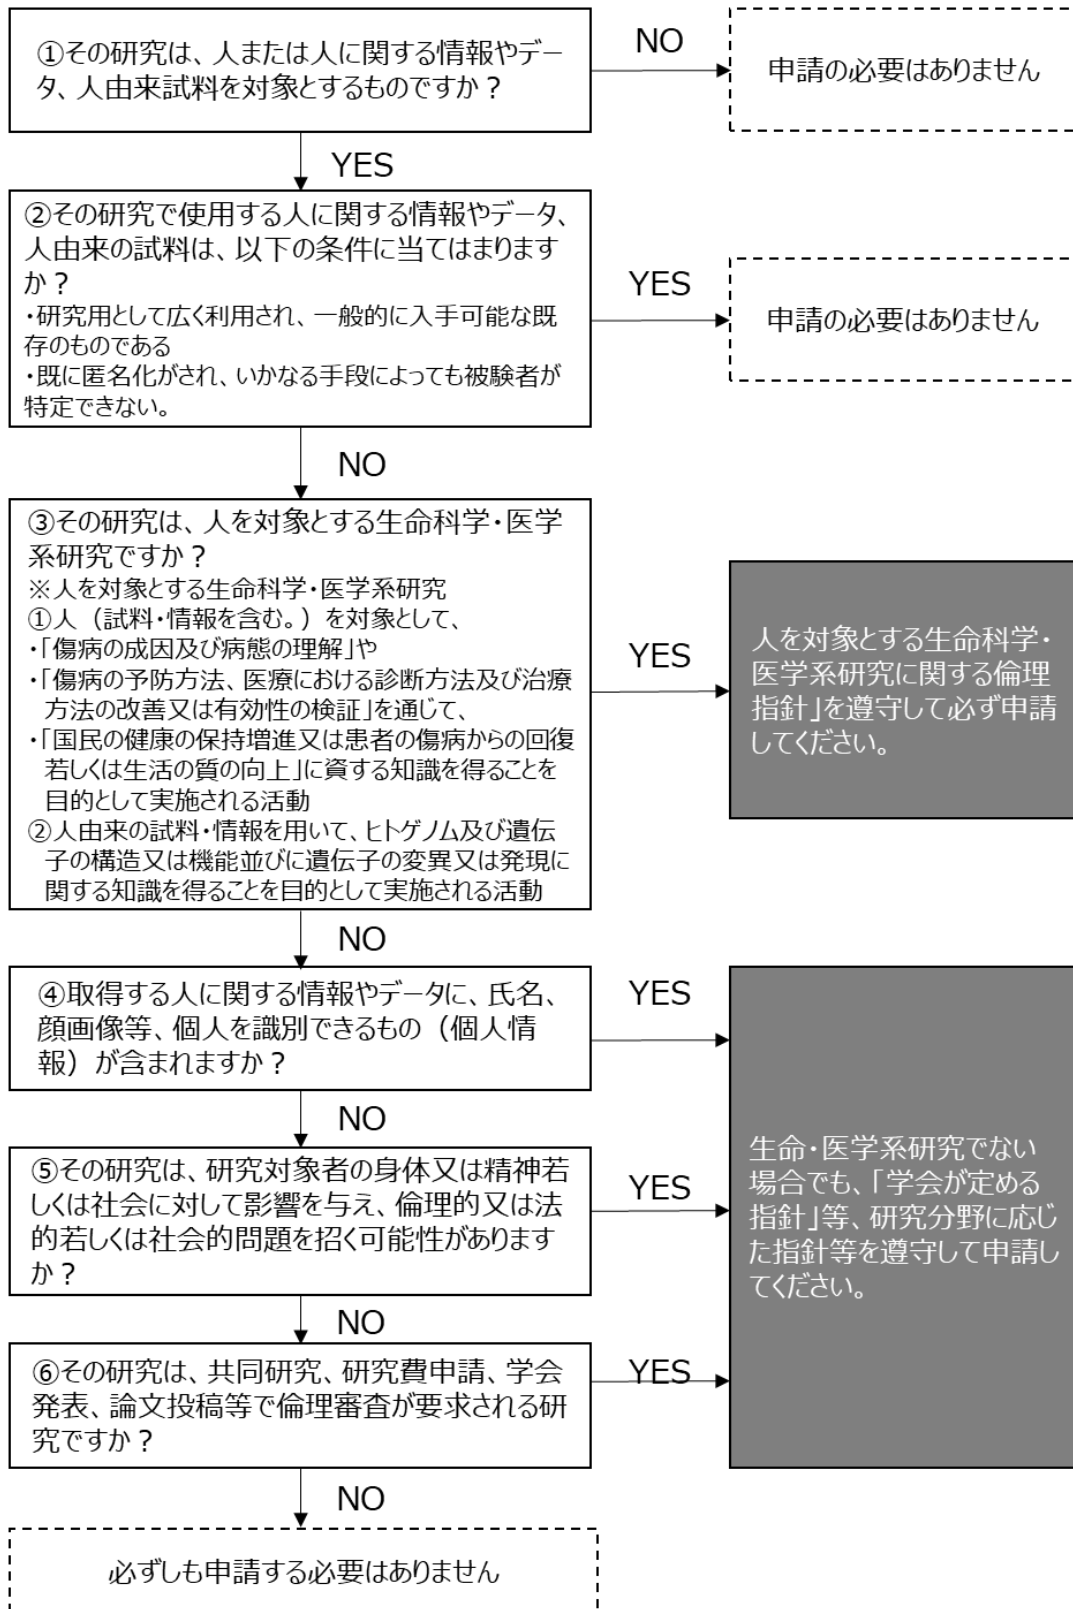 ①その研究は、人または人に関する情報やデー
タ、人由来試料を対象とするものですか？
NO
申請の必要はありません
YES
②その研究で使用する人に関する情報やデータ、
人由来の試料は、以下の条件に当てはまります
か？
・研究用として広く利用され、一般的に入手可能な既
存のものである
・既に匿名化がされ、いかなる手段によっても被験者が
特定できない。
YES
申請の必要はありません
NO
③その研究は、人を対象とする生命科学・医学
系研究ですか？
※人を対象とする生命科学・医学系研究
①人（試料・情報を含む。）を対象として、
・「傷病の成因及び病態の理解」や
・「傷病の予防方法、医療における診断方法及び治療
方法の改善又は有効性の検証」を通じて、
・「国民の健康の保持増進又は患者の傷病からの回復
若しくは生活の質の向上」に資する知識を得ることを
目的として実施される活動
②人由来の試料・情報を用いて、ヒトゲノム及び遺伝
子の構造又は機能並びに遺伝子の変異又は発現に
関する知識を得ることを目的として実施される活動
YES
人を対象とする生命科学・
医学系研究に関する倫理
指針」を遵守して必ず申請
してください。
NO
④取得する人に関する情報やデータに、氏名、
顔画像等、個人を識別できるもの（個人情
報）が含まれますか？
YES
NO
⑤その研究は、研究対象者の身体又は精神若
しくは社会に対して影響を与え、倫理的又は法
的若しくは社会的問題を招く可能性があります
か？
YES
生命・医学系研究でない
場合でも、「学会が定める
指針」等、研究分野に応じ
た指針等を遵守して申請し
てください。
NO
⑥その研究は、共同研究、研究費申請、学会
発表、論文投稿等で倫理審査が要求される研
究ですか？
YES
NO
必ずしも申請する必要はありません